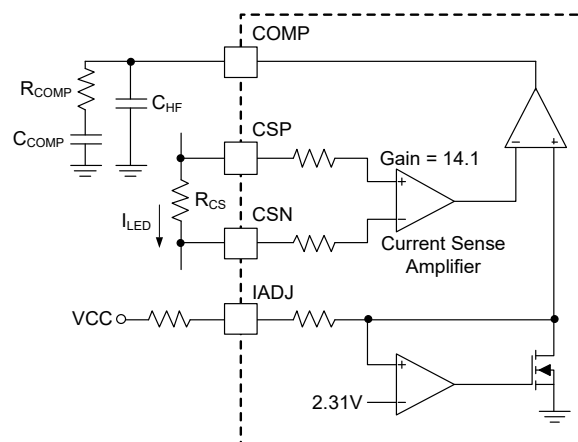 COMP
RCOMP
CHF
CCOMP
CSP
Gain = 14.1
RCS
ILED
CSN
Current Sense
Amplifier
IADJ
VCC
2.31V